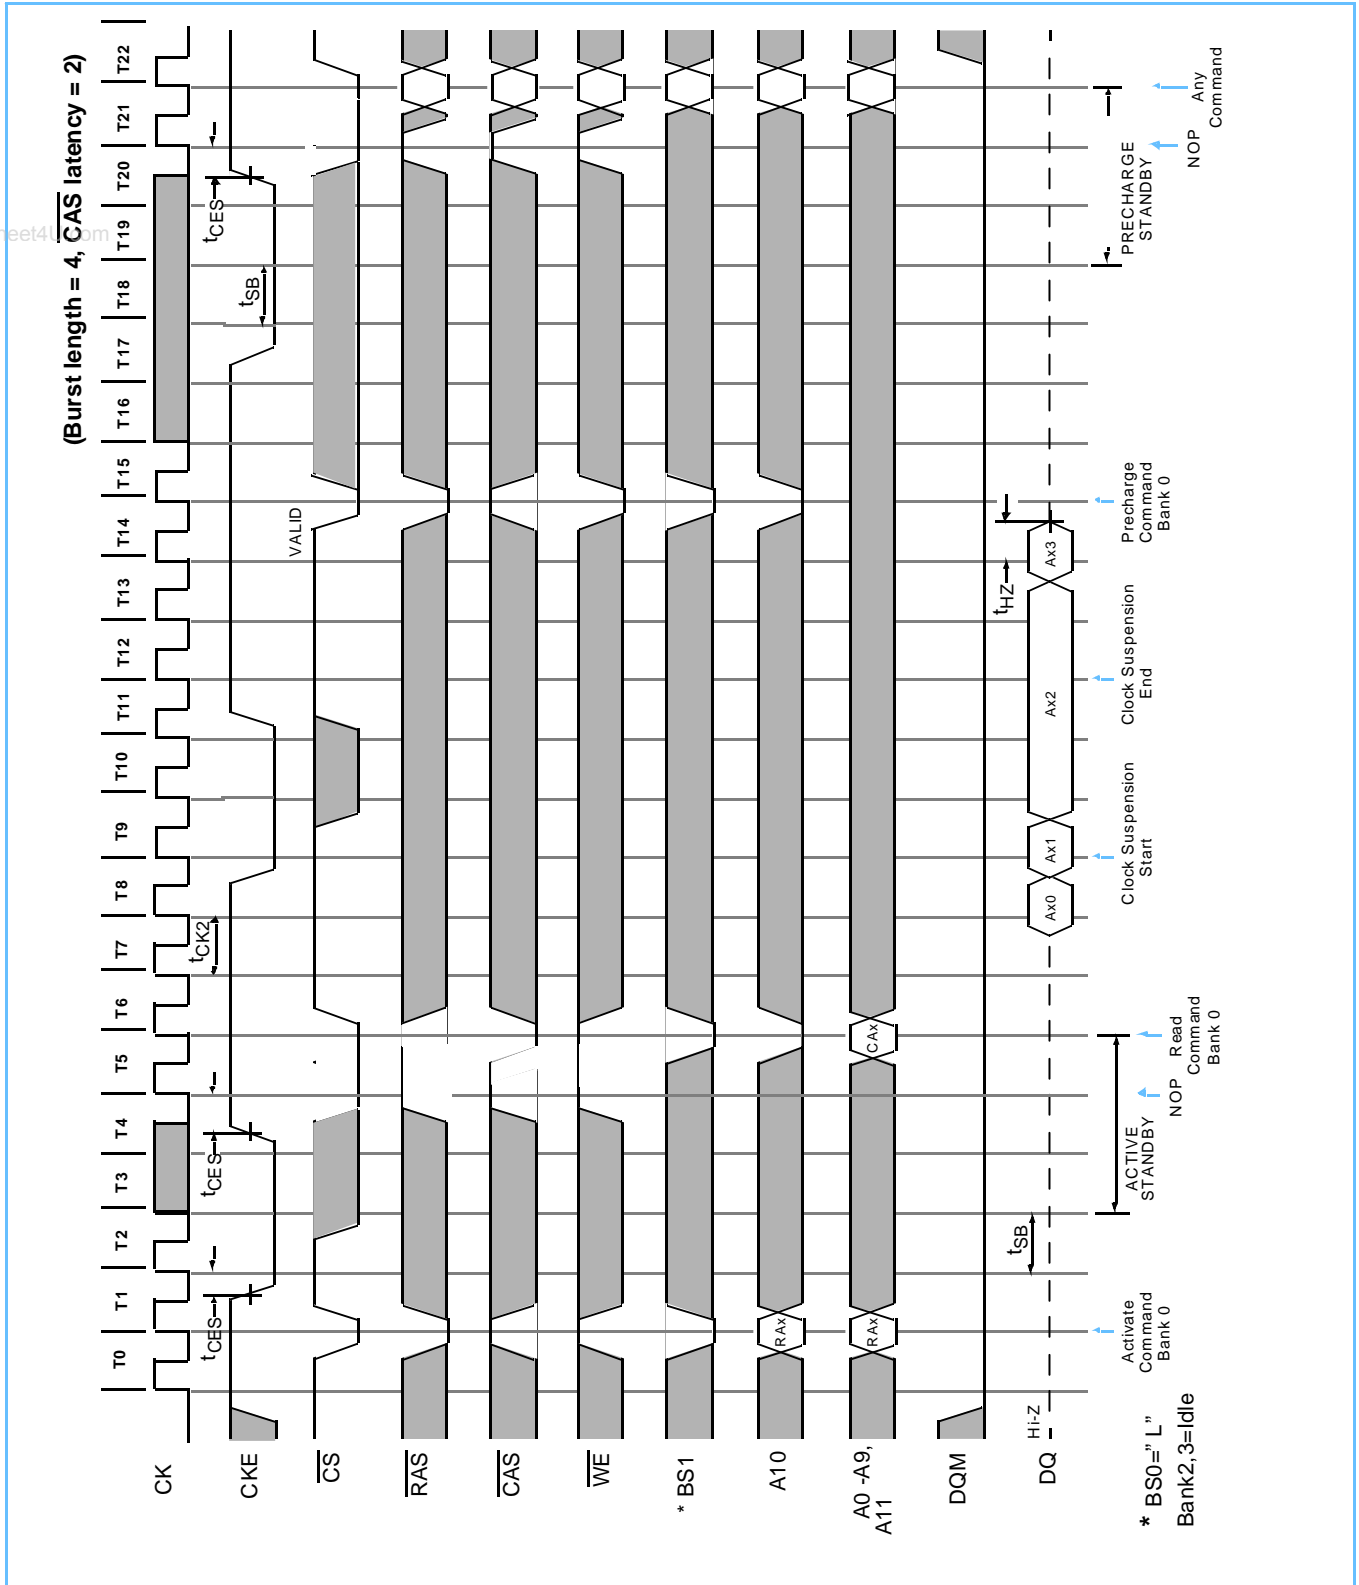 (Burst length = 4, CAS latency = 2)
T0 T1 T2 T3 T4 T5 T6 T7 T8 T9 T10 T11 T12 T13 T14 T15 T16 T17 T18 T19 T20 T21 T22
CK
tCES
tCES
tCK2
tSB
tCES
CKE
CS
VALID
RAS
CAS
WE
* BS1
A10
RAx
A0 -A9,
A11
RAx
CAx
DQM
tSB
tHZ
DQ
Hi-Z
Ax0
Ax1
Ax2
Ax3
Activate
Command
Bank 0
ACTIVE
STANDBY
NOP
Read
Command
Bank 0
Clock Suspension
Start
Clock Suspension
End
Precharge
Command
Bank 0
PRECHARGE
STANDBY
NOP
Any
Command
* BS0=” L”
Bank2,3=Idle